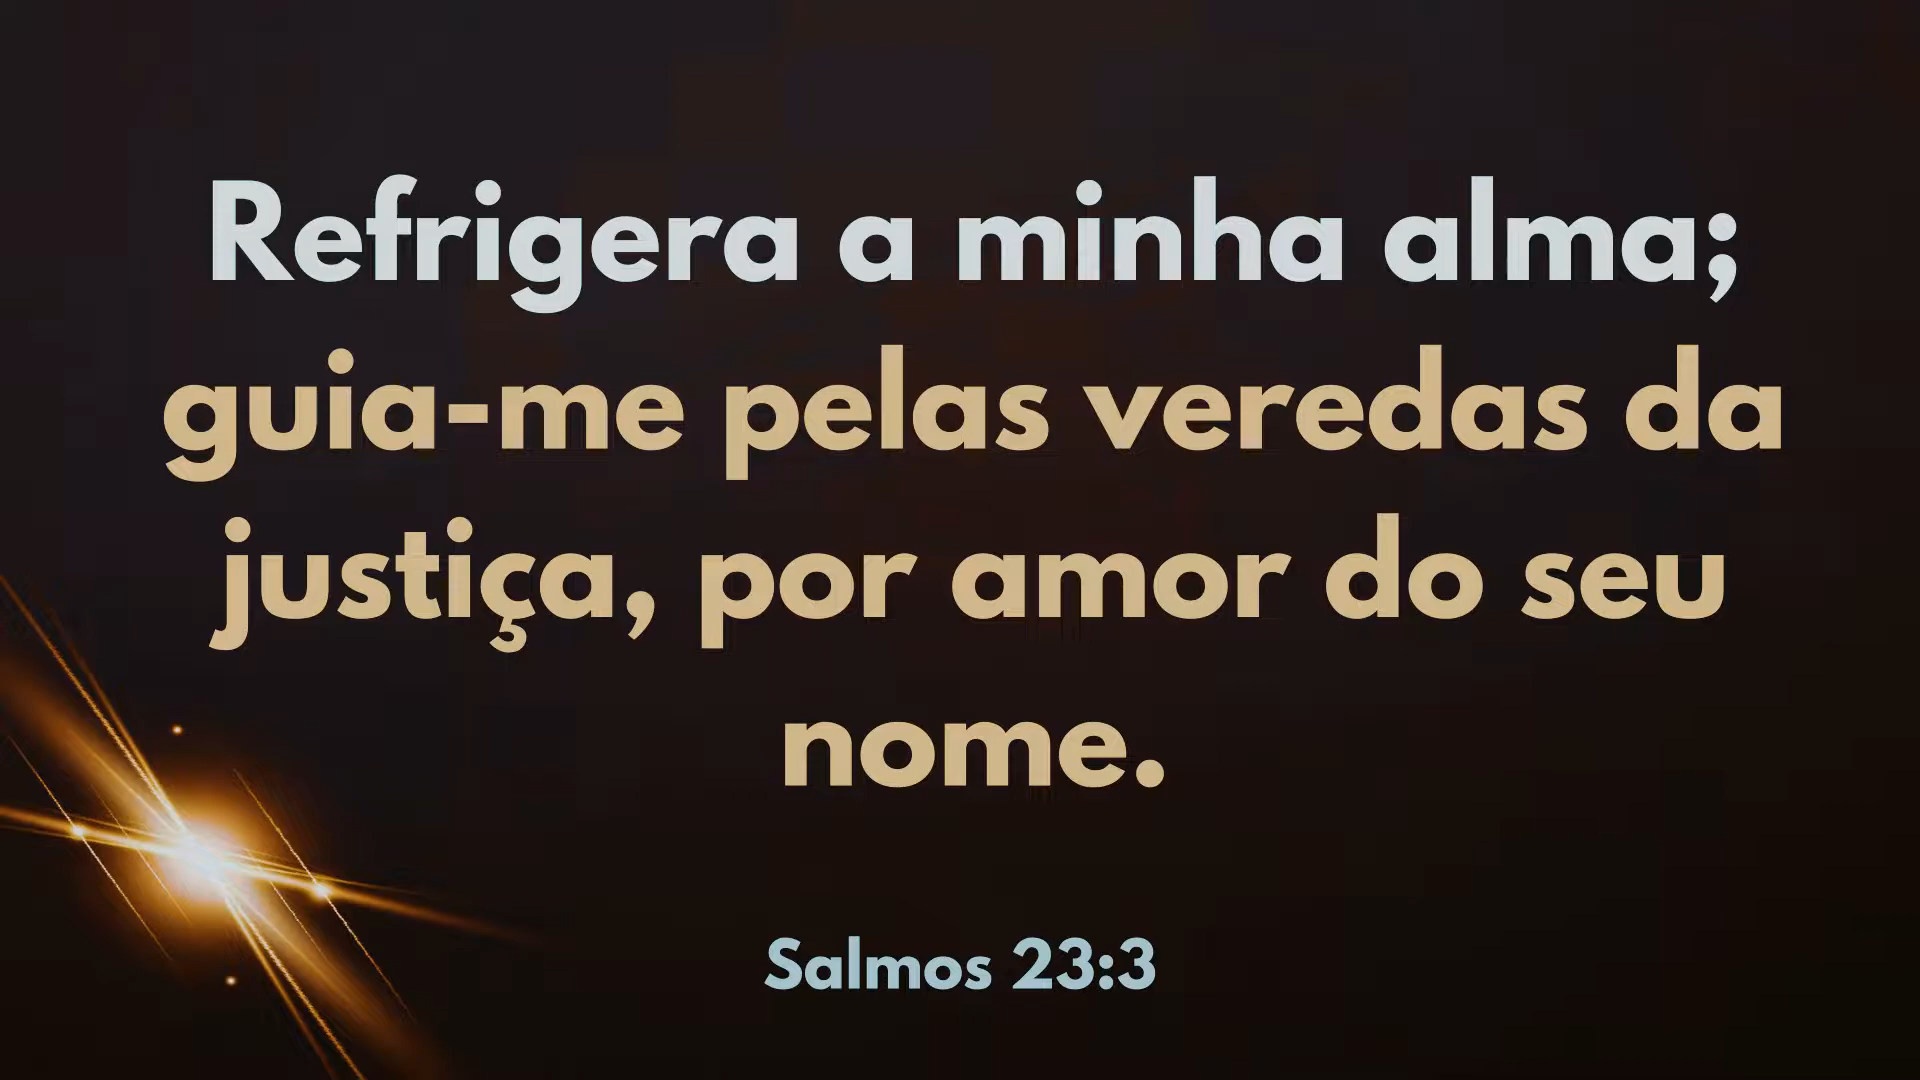 Refrigera a minha alma;
guia-me pelas veredas da
justiça, por amor do seu
nome.
Salmos 23:3